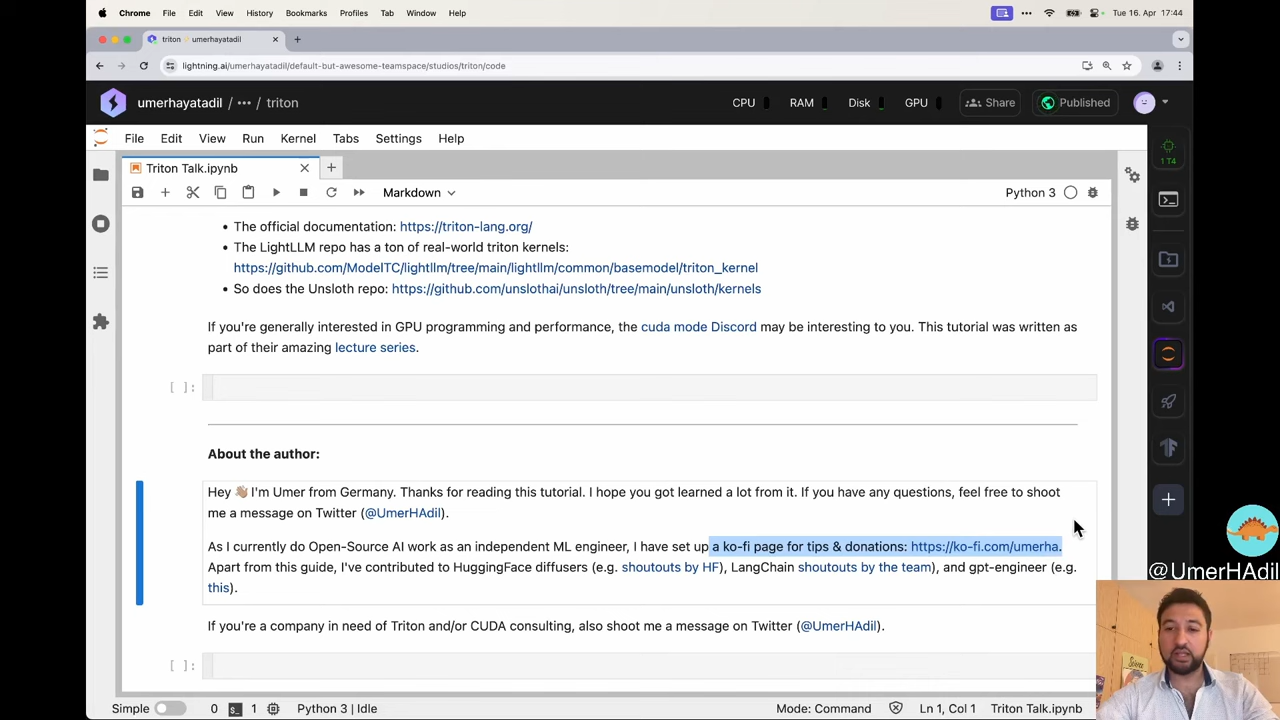 Chrome File Edit View History Bookmarks Profiles Tab Window Help Tue 16. Apr 17:44
triton umerhayatadil
lightning.ai/umerhayatadil/default-but-awesome-teamspace/studios/triton/code
umerhayatadil / ••• / triton CPU RAM Disk GPU Share Published
File Edit View Run Kernel Tabs Settings Help
1 T4
Triton Talk.ipynb
Markdown Python 3
• The official documentation: https://triton-lang.org/
• The LightLLM repo has a ton of real-world triton kernels:
https://github.com/ModelTC/lightllm/tree/main/lightllm/common/basemodel/triton_kernel
• So does the Unsloth repo: https://github.com/unslothai/unsloth/tree/main/unsloth/kernels
If you're generally interested in GPU programming and performance, the cuda mode Discord may be interesting to you. This tutorial was written as
part of their amazing lecture series.
[ ]:
About the author:
Hey 👋🏼 I'm Umer from Germany. Thanks for reading this tutorial. I hope you got learned a lot from it. If you have any questions, feel free to shoot
me a message on Twitter (@UmerHAdil).
As I currently do Open-Source AI work as an independent ML engineer, I have set up a ko-fi page for tips & donations: https://ko-fi.com/umerha.
Apart from this guide, I've contributed to HuggingFace diffusers (e.g. shoutouts by HF), LangChain shoutouts by the team), and gpt-engineer (e.g.
this).
@UmerHAdil
If you're a company in need of Triton and/or CUDA consulting, also shoot me a message on Twitter (@UmerHAdil).
[ ]:
Simple 0 1 Python 3 | Idle Mode: Command Ln 1, Col 1 Triton Talk.ipynb